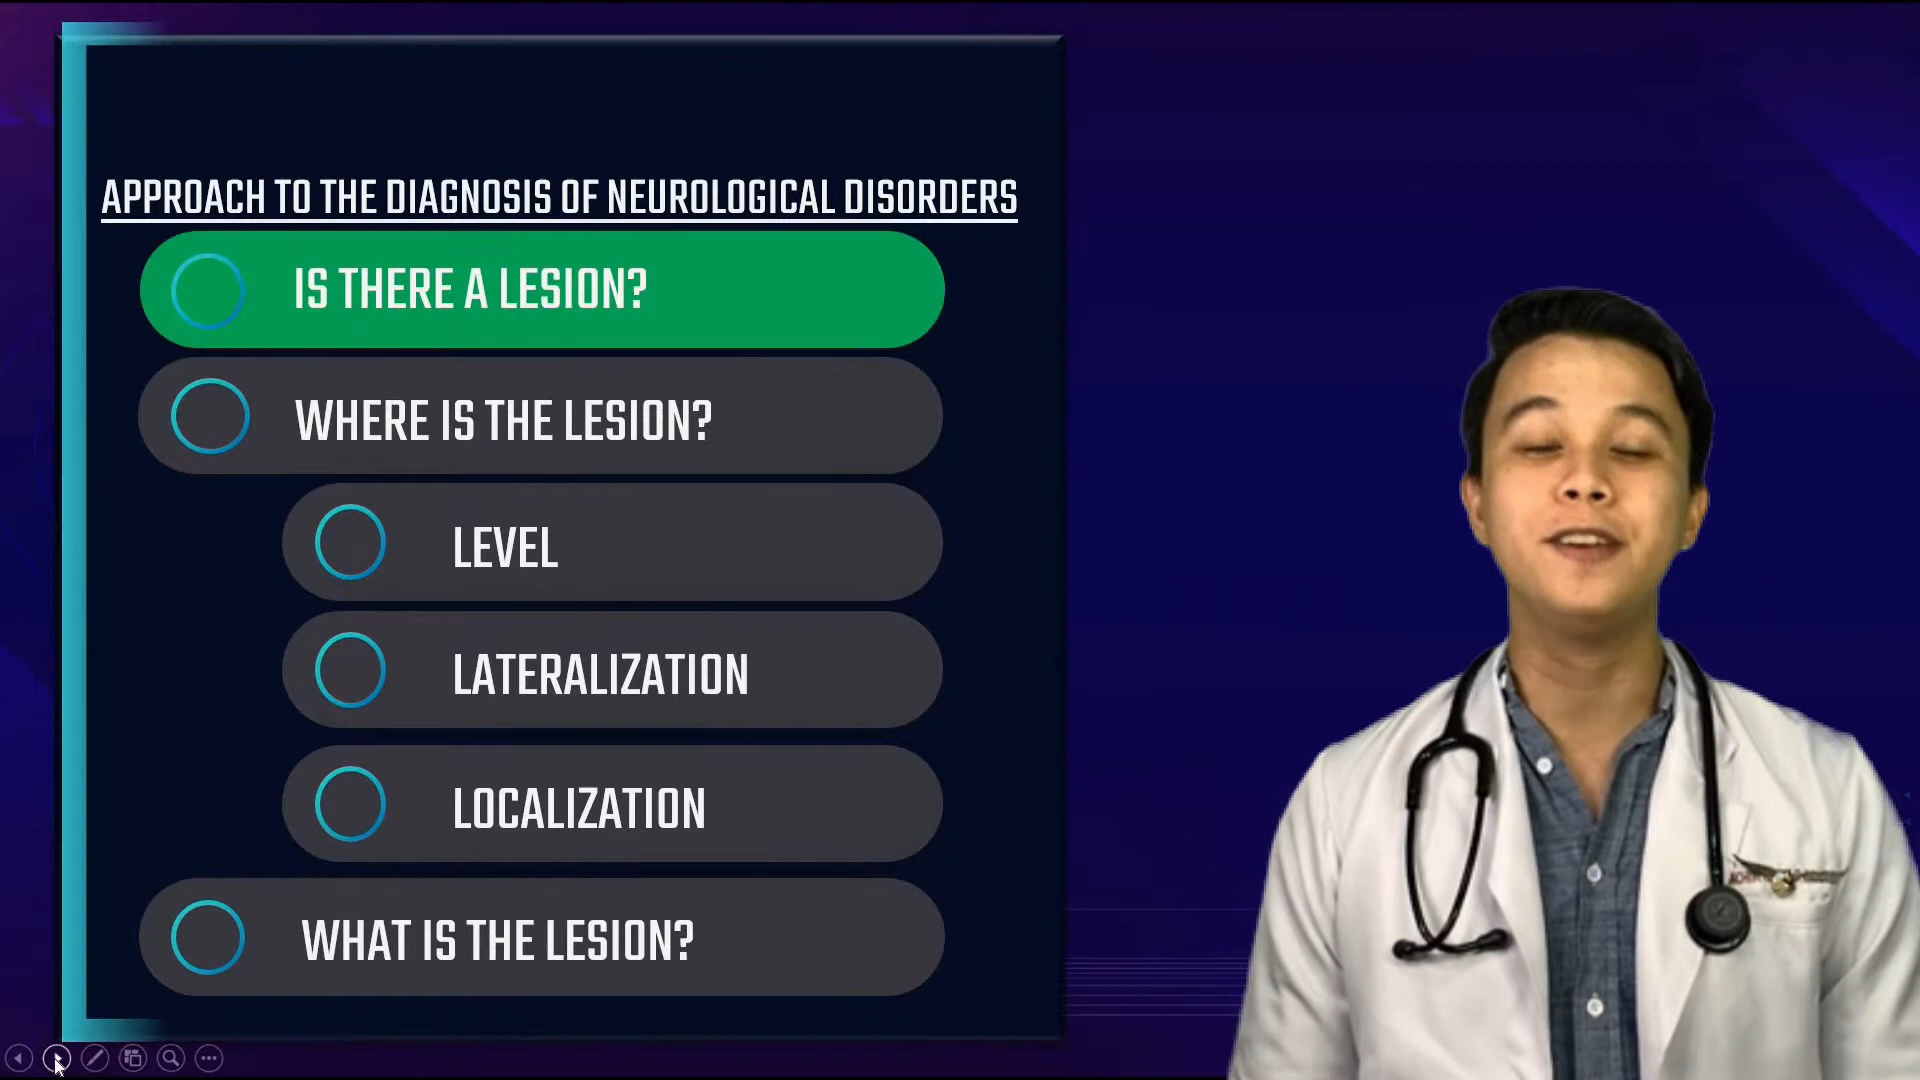 APPROACH TO THE DIAGNOSIS OF NEUROLOGICAL DISORDERS
IS THERE A LESION?
WHERE IS THE LESION?
LEVEL
LATERALIZATION
LOCALIZATION
WHAT IS THE LESION?